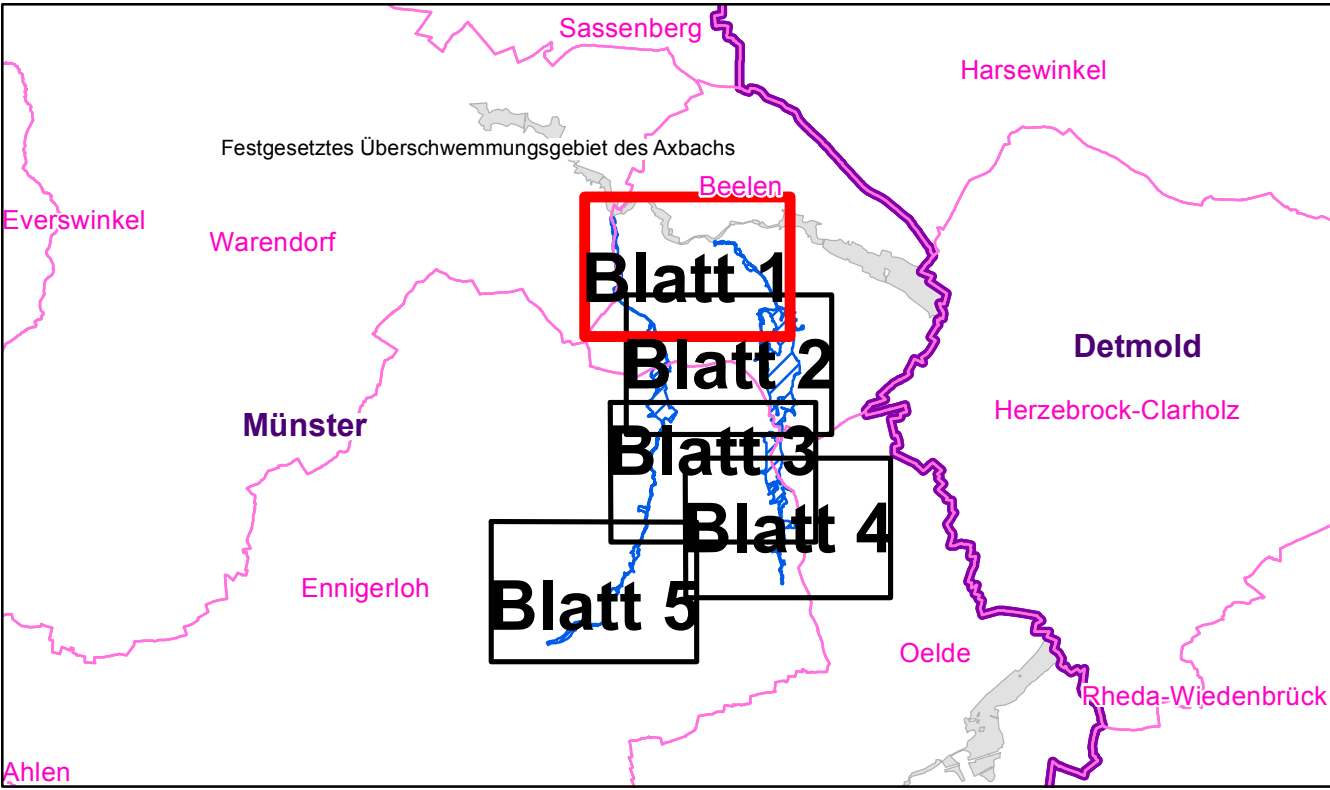 Sassenberg
Harsewinkel
Festgesetztes Überschwemmungsgebiet des Axbachs
Beelen
Everswinkel
Warendorf
Blatt 1
Blatt 2
Detmold
Herzebrock-Clarholz
Münster
Blatt 3
Blatt 4
Ennigerloh
Blatt 5
Oelde
Rheda-Wiedenbrück
Ahlen